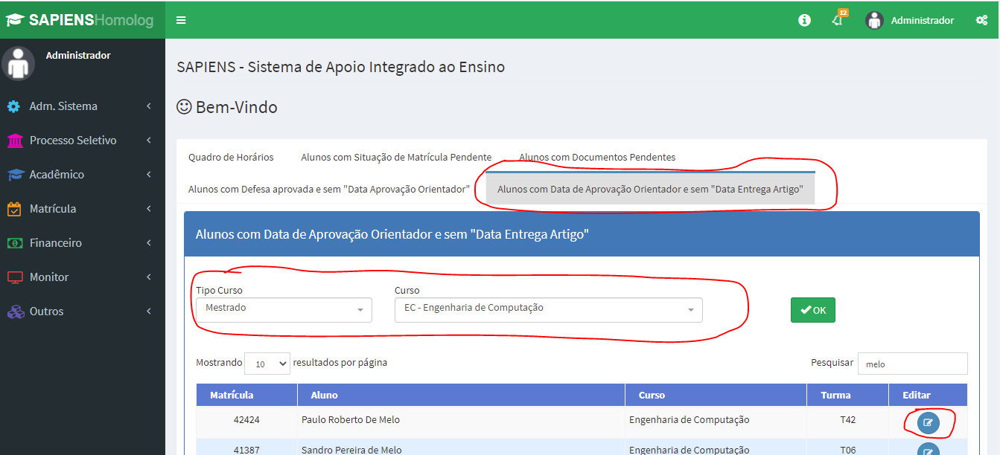 SAPIENSHomolog
12
Administrador
Administrador
Adm. Sistema
Processo Seletivo
Acadêmico
Matrícula
Financeiro
Monitor
Outros
SAPIENS - Sistema de Apoio Integrado ao Ensino
Bem-Vindo
Quadro de Horários Alunos com Situação de Matrícula Pendente Alunos com Documentos Pendentes
Alunos com Defesa aprovada e sem "Data Aprovação Orientador" Alunos com Data de Aprovação Orientador e sem "Data Entrega Artigo"
Alunos com Data de Aprovação Orientador e sem "Data Entrega Artigo"
Tipo Curso Curso
Mestrado EC - Engenharia de Computação OK
Mostrando 10 resultados por página Pesquisar melo
Matrícula Aluno Curso Turma Editar
42424 Paulo Roberto De Melo Engenharia de Computação T42
41387 Sandro Pereira de Melo Engenharia de Computação T06